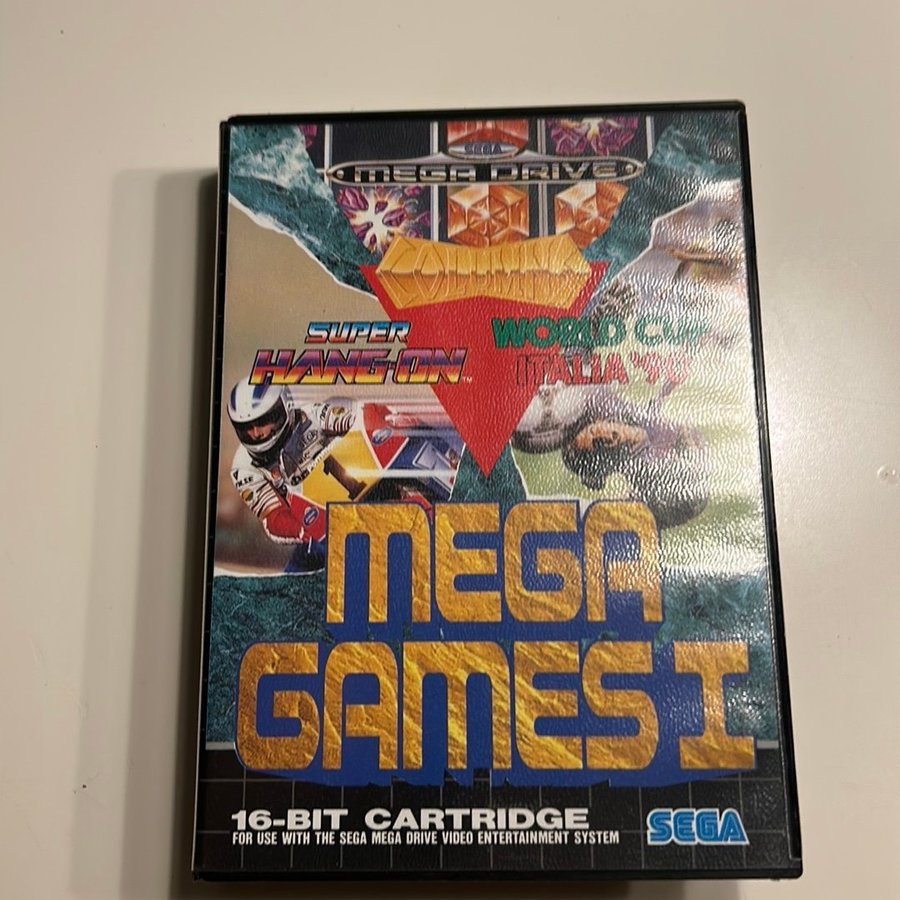 SEGA
MEGA DRIVE
COLUMNS
SUPER
HANG-ON™
WORLD CUP
ITALIA '90
MEGA
GAMES I
16-BIT CARTRIDGE
FOR USE WITH THE SEGA MEGA DRIVE VIDEO ENTERTAINMENT SYSTEM
SEGA